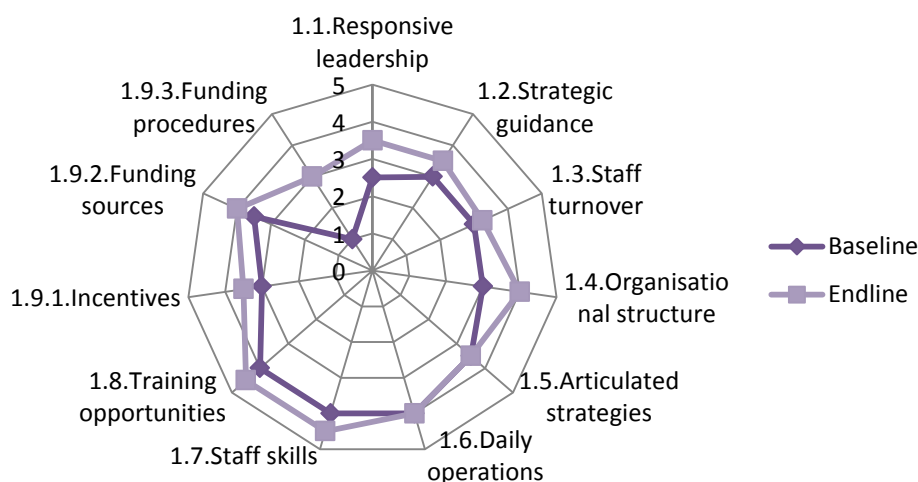 1.1.Responsive
leadership
1.2.Strategic
guidance
1.3.Staff
turnover
1.4.Organisatio
nal structure
1.5.Articulated
strategies
1.6.Daily
operations
1.7.Staff skills
1.8.Training
opportunities
1.9.1.Incentives
1.9.2.Funding
sources
1.9.3.Funding
procedures
5
4
3
2
1
0
Baseline
Endline